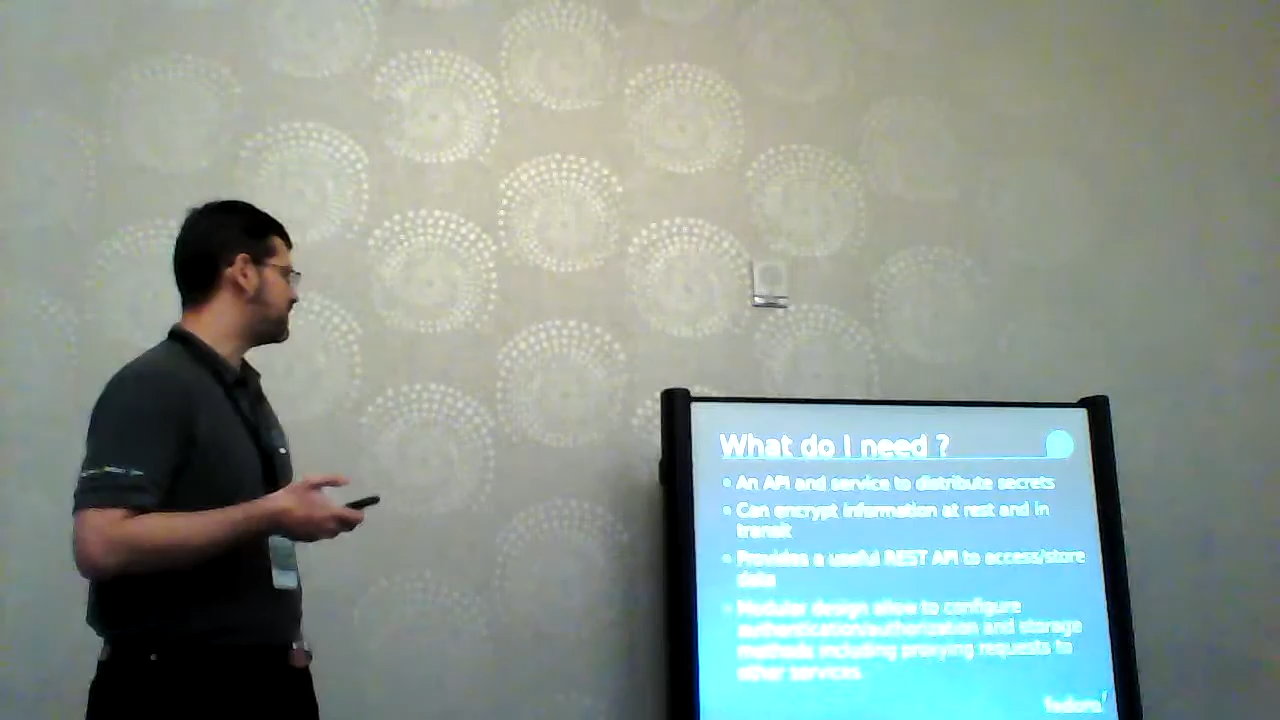 What do I need ?
An API and service to distribute secrets
Can encrypt information at rest and in
transit
Provides a useful REST API to access/store
data
Modular design allow to configure
authentication/authorization and storage
methods including proxying requests to
other services
fedora